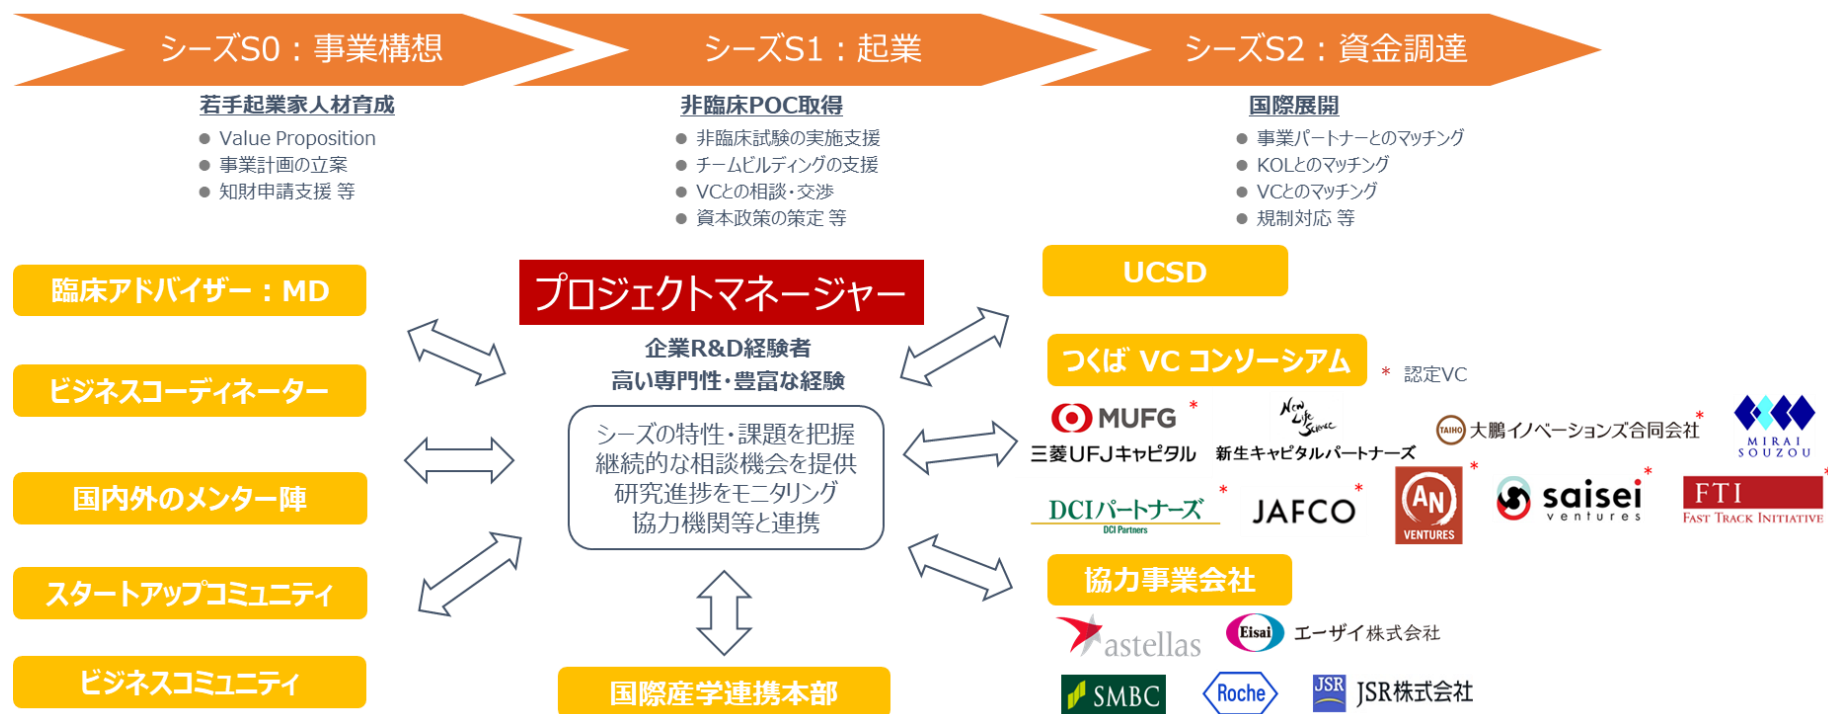 シーズS0：事業構想
シーズS1：起業
シーズS2：資金調達
若手起業家人材育成
● Value Proposition
● 事業計画の立案
● 知財申請支援 等
非臨床POC取得
● 非臨床試験の実施支援
● チームビルディングの支援
● VCとの相談・交渉
● 資本政策の策定 等
国際展開
● 事業パートナーとのマッチング
● KOLとのマッチング
● VCとのマッチング
● 規制対応 等
臨床アドバイザー：MD
ビジネスコーディネーター
国内外のメンター陣
スタートアップコミュニティ
ビジネスコミュニティ
プロジェクトマネージャー
企業R&D経験者
高い専門性・豊富な経験
シーズの特性・課題を把握
継続的な相談機会を提供
研究進捗をモニタリング
協力機関等と連携
国際産学連携本部
UCSD
つくば VC コンソーシアム
* 認定VC
MUFG *
三菱UFJキャピタル
New Life Science
新生キャピタルパートナーズ
TAIHO 大鵬イノベーションズ合同会社 *
MIRAI
SOUZOU
DCIパートナーズ *
DCI Partners
JAFCO *
AN *
VENTURES
saisei *
ventures
FTI *
FAST TRACK INITIATIVE
協力事業会社
astellas
Eisai エーザイ株式会社
SMBC
Roche
JSR JSR株式会社